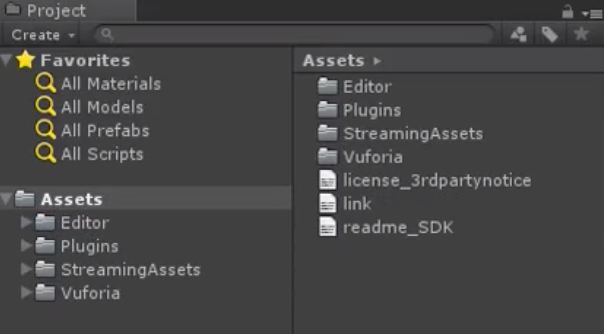 Project
Create
Favorites
All Materials
All Models
All Prefabs
All Scripts
Assets
Editor
Plugins
StreamingAssets
Vuforia
Assets
Editor
Plugins
StreamingAssets
Vuforia
license_3rdpartynotice
link
readme_SDK